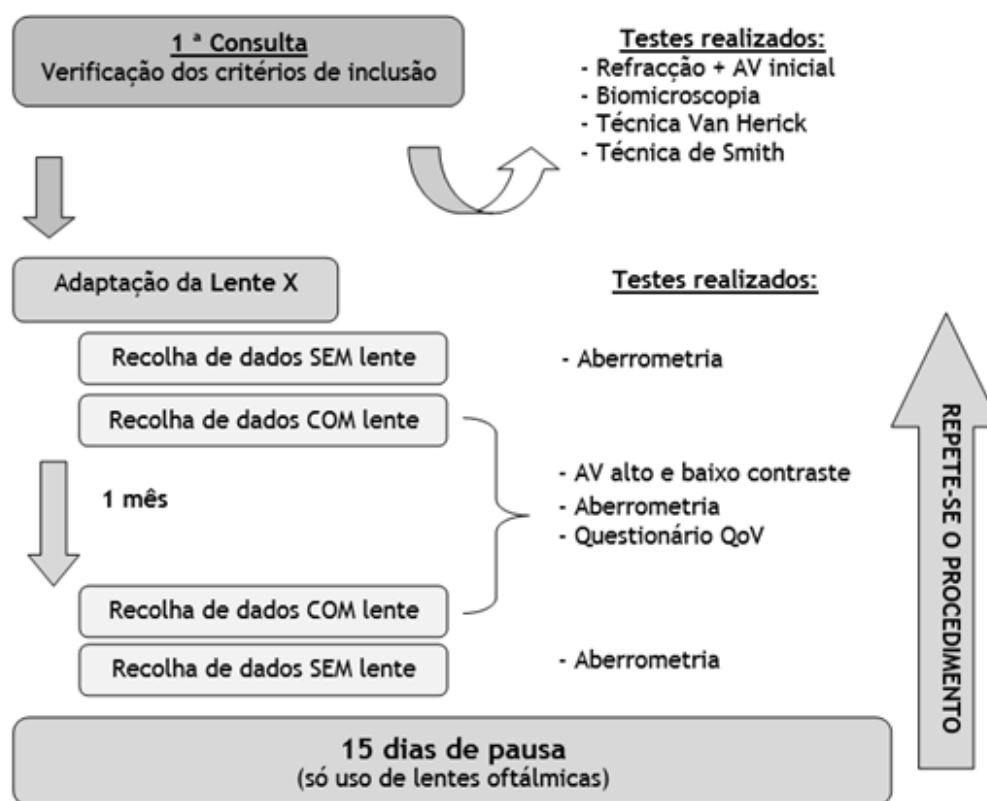 1 ª Consulta
Verificação dos critérios de inclusão
Testes realizados:
- Refracção + AV inicial
- Biomicroscopia
- Técnica Van Herick
- Técnica de Smith
Adaptação da Lente X
Testes realizados:
Recolha de dados SEM lente
- Aberrometria
Recolha de dados COM lente
1 mês
- AV alto e baixo contraste
- Aberrometria
- Questionário QoV
Recolha de dados COM lente
Recolha de dados SEM lente
- Aberrometria
REPETE-SE O PROCEDIMENTO
15 dias de pausa
(só uso de lentes oftálmicas)